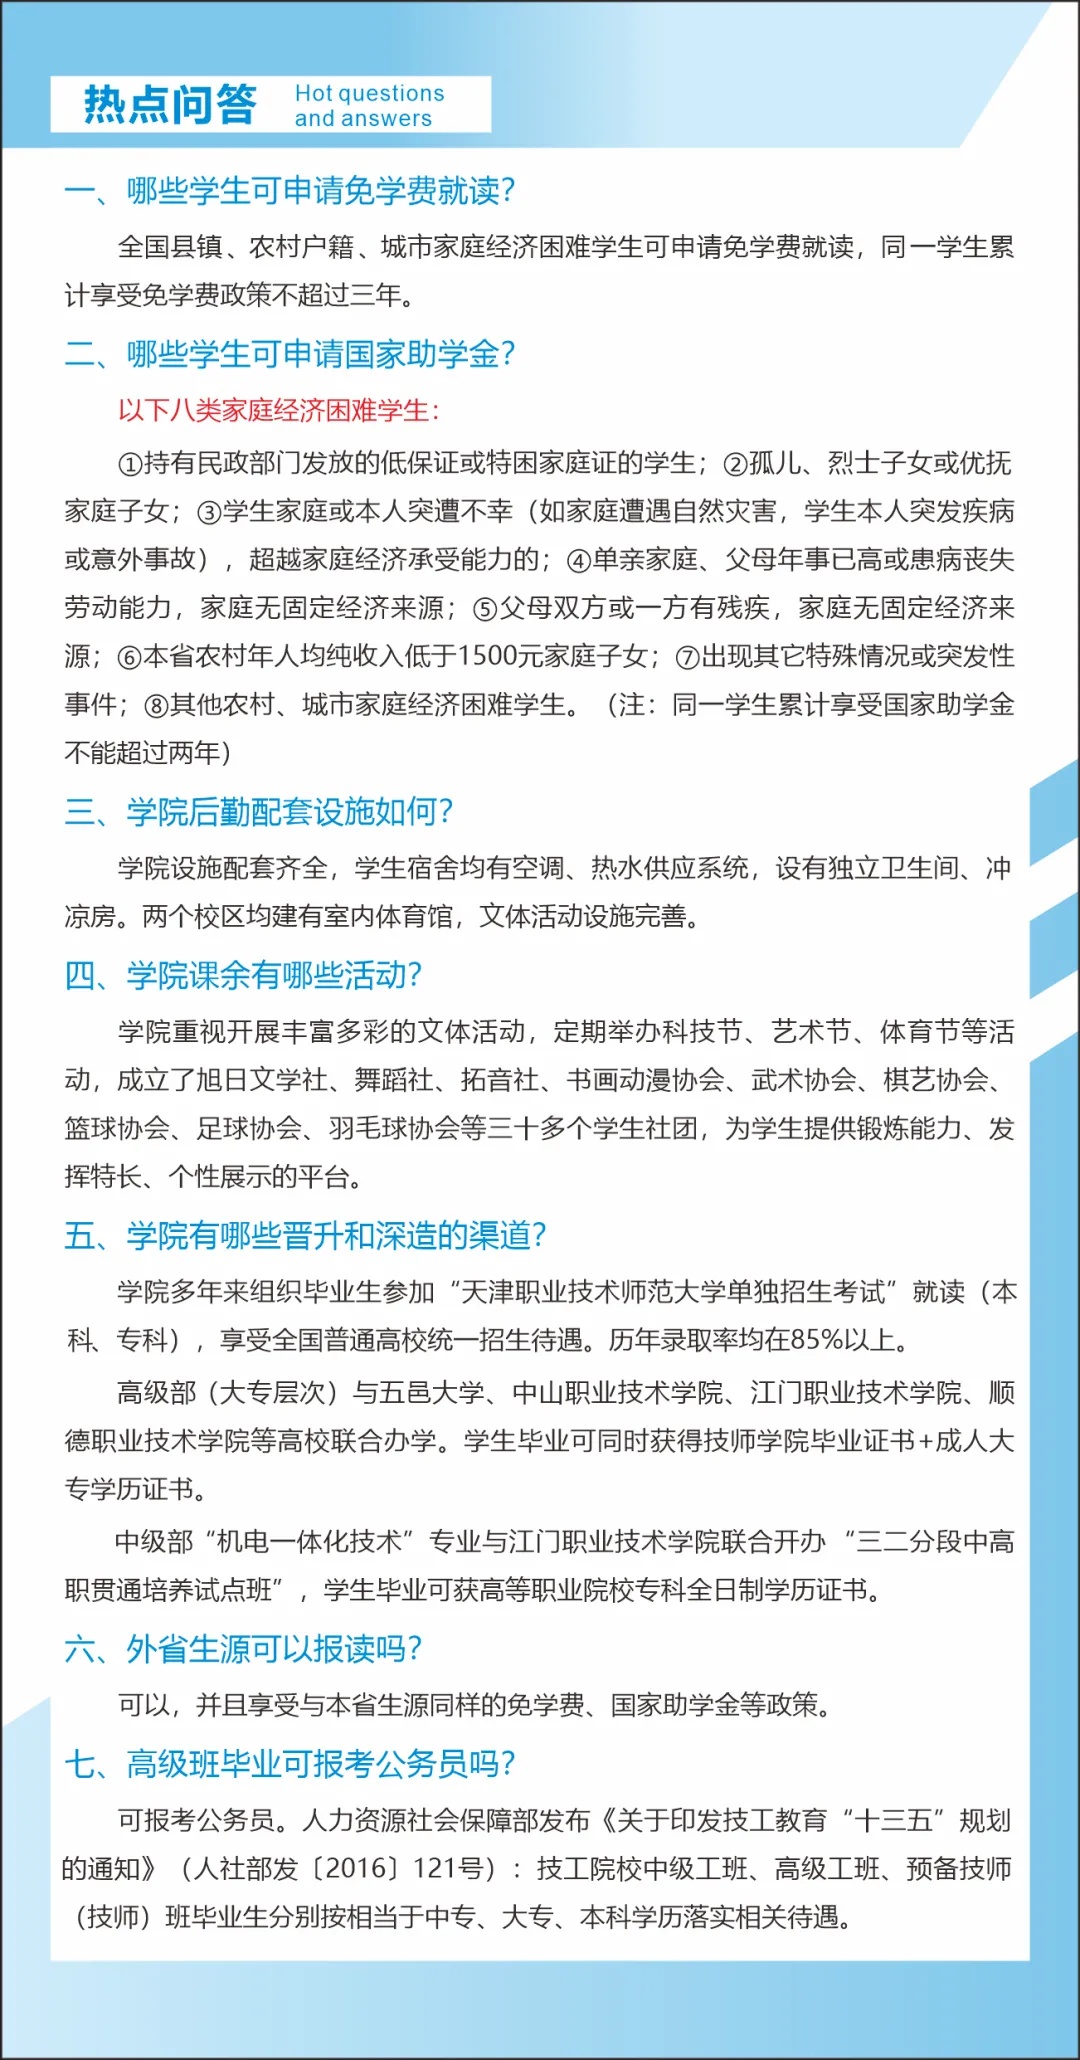 热点问答
Hot questions
and answers
一、哪些学生可申请免学费就读？
全国县镇、农村户籍、城市家庭经济困难学生可申请免学费就读，同一学生累
计享受免学费政策不超过三年。
二、哪些学生可申请国家助学金？
以下八类家庭经济困难学生：
①持有民政部门发放的低保证或特困家庭证的学生；②孤儿、烈士子女或优抚
家庭子女；③学生家庭或本人突遭不幸（如家庭遭遇自然灾害，学生本人突发疾病
或意外事故），超越家庭经济承受能力的；④单亲家庭、父母年事已高或患病丧失
劳动能力，家庭无固定经济来源；⑤父母双方或一方有残疾，家庭无固定经济来
源；⑥本省农村年人均纯收入低于1500元家庭子女；⑦出现其它特殊情况或突发性
事件；⑧其他农村、城市家庭经济困难学生。（注：同一学生累计享受国家助学金
不能超过两年）
三、学院后勤配套设施如何？
学院设施配套齐全，学生宿舍均有空调、热水供应系统，设有独立卫生间、冲
凉房。两个校区均建有室内体育馆，文体活动设施完善。
四、学院课余有哪些活动？
学院重视开展丰富多彩的文体活动，定期举办科技节、艺术节、体育节等活
动，成立了旭日文学社、舞蹈社、拓音社、书画动漫协会、武术协会、棋艺协会、
篮球协会、足球协会、羽毛球协会等三十多个学生社团，为学生提供锻炼能力、发
挥特长、个性展示的平台。
五、学院有哪些晋升和深造的渠道？
学院多年来组织毕业生参加“天津职业技术师范大学单独招生考试”就读（本
科、专科），享受全国普通高校统一招生待遇。历年录取率均在85%以上。
高级部（大专层次）与五邑大学、中山职业技术学院、江门职业技术学院、顺
德职业技术学院等高校联合办学。学生毕业可同时获得技师学院毕业证书+成人大
专学历证书。
中级部“机电一体化技术”专业与江门职业技术学院联合开办“三二分段中高
职贯通培养试点班”，学生毕业可获高等职业院校专科全日制学历证书。
六、外省生源可以报读吗？
可以，并且享受与本省生源同样的免学费、国家助学金等政策。
七、高级班毕业可报考公务员吗？
可报考公务员。人力资源社会保障部发布《关于印发技工教育“十三五”规划
的通知》（人社部发〔2016〕121号）：技工院校中级工班、高级工班、预备技师
（技师）班毕业生分别按相当于中专、大专、本科学历落实相关待遇。